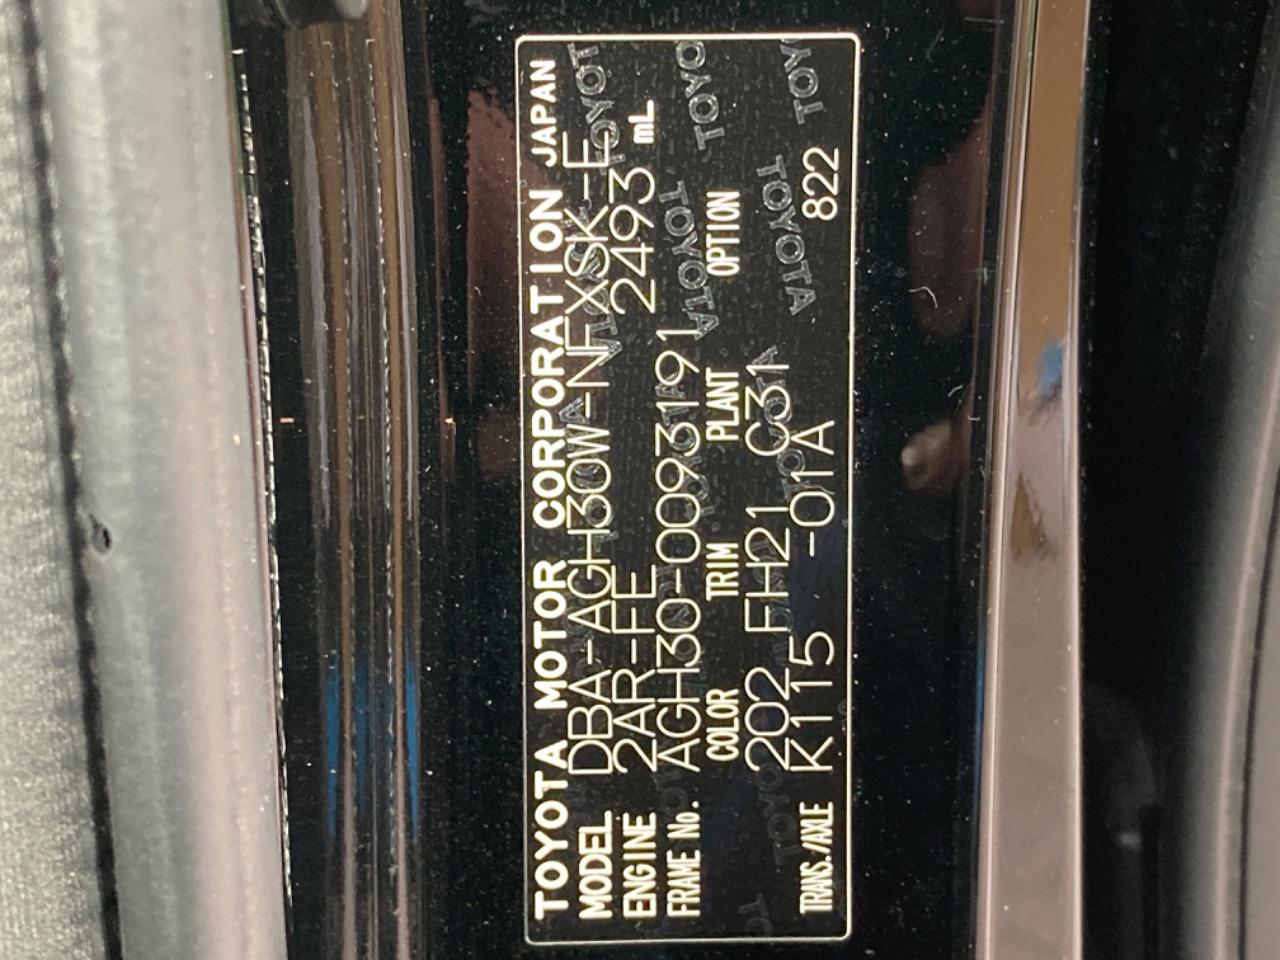 TOYOTA MOTOR CORPORATION JAPAN
MODEL DBA-AGH30W-NFXSK-E
ENGINE 2AR-FE 2493 mL
FRAME No. AGH30-0093191
COLOR TRIM PLANT OPTION
202 FH21 C31
TRANS./AXLE K115 -01A 822